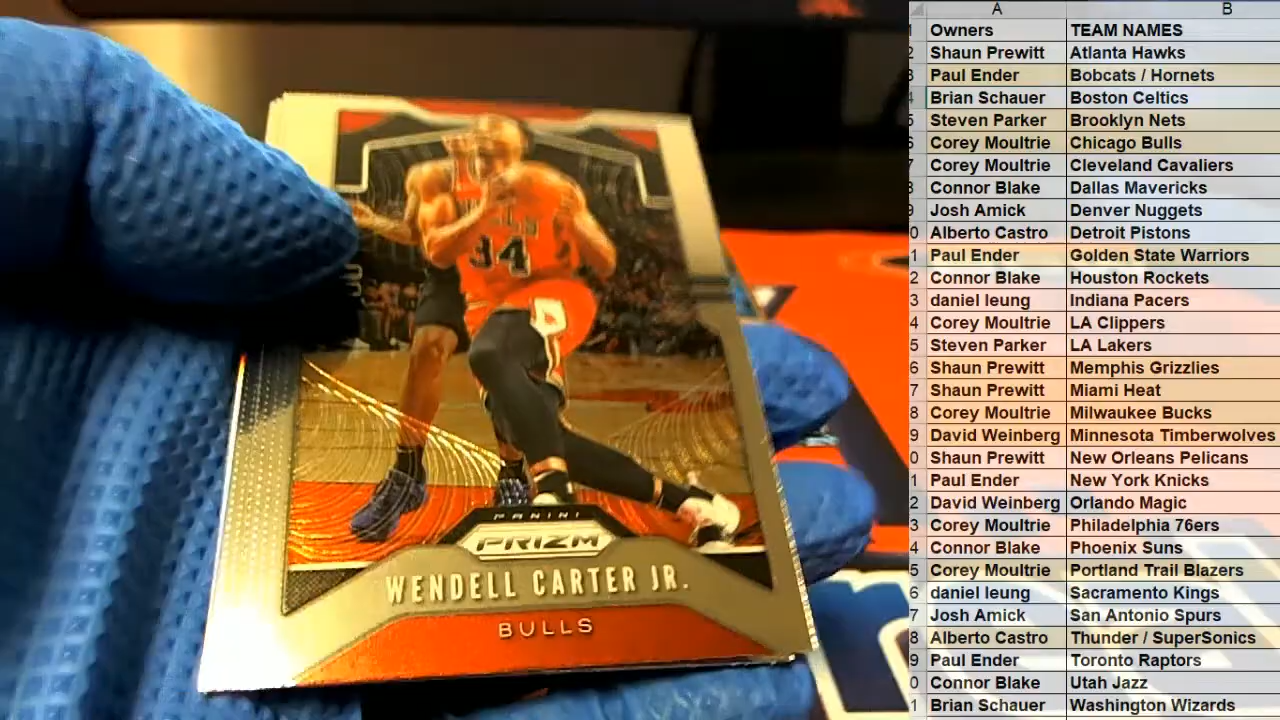 BULLS
34
PANINI
PRIZM
WENDELL CARTER JR.
BULLS
A B
Owners TEAM NAMES
2 Shaun Prewitt Atlanta Hawks
3 Paul Ender Bobcats / Hornets
4 Brian Schauer Boston Celtics
5 Steven Parker Brooklyn Nets
6 Corey Moultrie Chicago Bulls
7 Corey Moultrie Cleveland Cavaliers
8 Connor Blake Dallas Mavericks
9 Josh Amick Denver Nuggets
0 Alberto Castro Detroit Pistons
1 Paul Ender Golden State Warriors
2 Connor Blake Houston Rockets
3 daniel leung Indiana Pacers
4 Corey Moultrie LA Clippers
5 Steven Parker LA Lakers
6 Shaun Prewitt Memphis Grizzlies
7 Shaun Prewitt Miami Heat
8 Corey Moultrie Milwaukee Bucks
9 David Weinberg Minnesota Timberwolves
0 Shaun Prewitt New Orleans Pelicans
1 Paul Ender New York Knicks
2 David Weinberg Orlando Magic
3 Corey Moultrie Philadelphia 76ers
4 Connor Blake Phoenix Suns
5 Corey Moultrie Portland Trail Blazers
6 daniel leung Sacramento Kings
7 Josh Amick San Antonio Spurs
8 Alberto Castro Thunder / SuperSonics
9 Paul Ender Toronto Raptors
0 Connor Blake Utah Jazz
1 Brian Schauer Washington Wizards